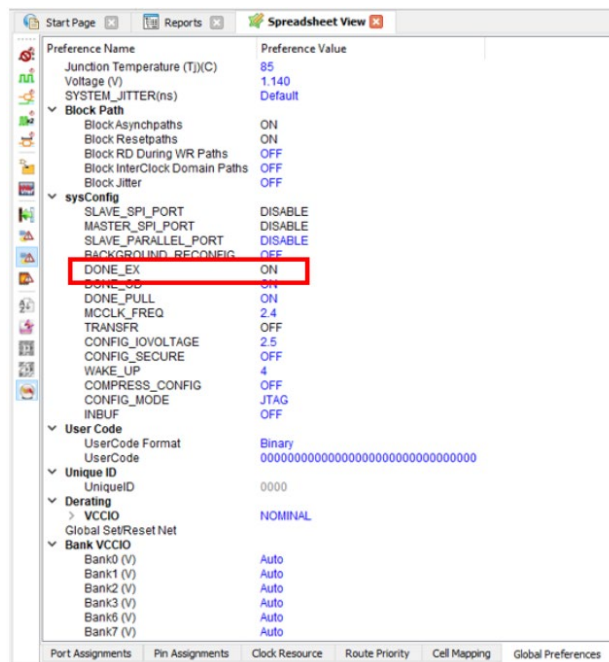 Start Page Reports Spreadsheet View
Preference Name Preference Value
Junction Temperature (Tj)(C) 85
Voltage (V) 1.140
SYSTEM_JITTER(ns) Default
Block Path
Block Asynchpaths ON
Block Resetpaths ON
Block RD During WR Paths OFF
Block InterClock Domain Paths OFF
Block Jitter OFF
sysConfig
SLAVE_SPI_PORT DISABLE
MASTER_SPI_PORT DISABLE
SLAVE_PARALLEL_PORT DISABLE
BACKGROUND_RECONFIG OFF
DONE_EX ON
DONE_OD ON
DONE_PULL ON
MCCLK_FREQ 2.4
TRANSFR OFF
CONFIG_IOVOLTAGE 2.5
CONFIG_SECURE OFF
WAKE_UP 4
COMPRESS_CONFIG OFF
CONFIG_MODE JTAG
INBUF OFF
User Code
UserCode Format Binary
UserCode 00000000000000000000000000000000
Unique ID
UniqueID 0000
Derating
VCCIO NOMINAL
Global Set/Reset Net
Bank VCCIO
Bank0 (V) Auto
Bank1 (V) Auto
Bank2 (V) Auto
Bank3 (V) Auto
Bank6 (V) Auto
Bank7 (V) Auto
Port Assignments Pin Assignments Clock Resource Route Priority Cell Mapping Global Preferences